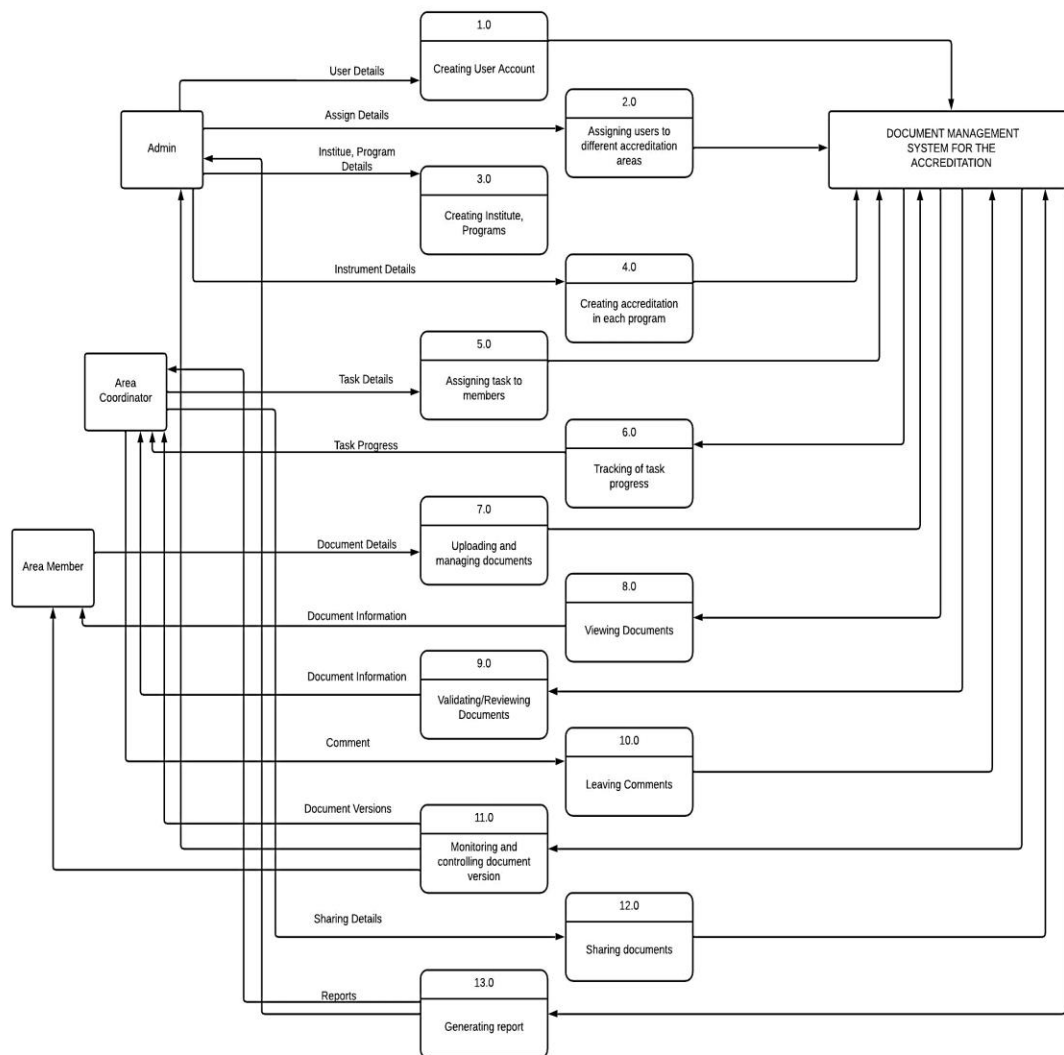 1.0
Creating User Account
User Details
Assign Details
2.0
Assigning users to
different accreditation
areas
Admin
DOCUMENT MANAGEMENT
SYSTEM FOR THE
ACCREDITATION
Institue, Program
Details
3.0
Creating Institute,
Programs
Instrument Details
4.0
Creating accreditation
in each program
5.0
Assigning task to
members
Area
Coordinator
Task Details
6.0
Tracking of task
progress
Task Progress
7.0
Uploading and
managing documents
Area Member
Document Details
8.0
Viewing Documents
Document Information
9.0
Validating/Reviewing
Documents
Document Information
10.0
Leaving Comments
Comment
11.0
Monitoring and
controlling document
version
Document Versions
12.0
Sharing documents
Sharing Details
13.0
Generating report
Reports